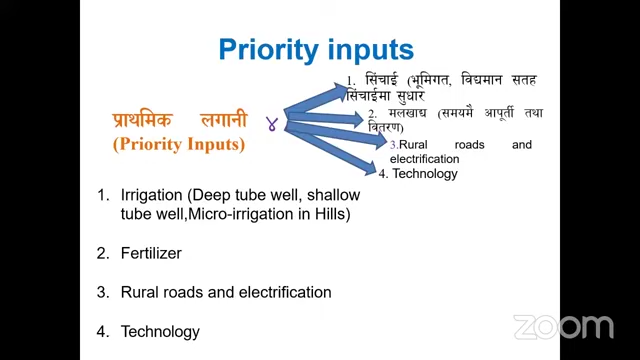 Priority inputs
1. सिंचाई (भूमिगत, विद्यमान सतह
सिंचाईमा सुधार
प्राथमिक लगानी ४
(Priority Inputs)
2. मलखाद्य (समयमै आपूर्ती तथा
वितरण)
3.Rural roads and
electrification
4. Technology
1. Irrigation (Deep tube well, shallow
tube well,Micro-irrigation in Hills)
2. Fertilizer
3. Rural roads and electrification
4. Technology
zoom